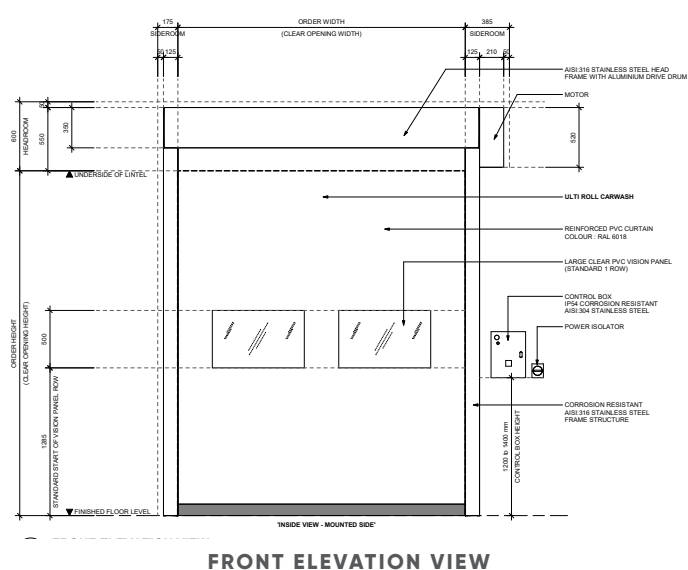 175
ORDER WIDTH
385
SIDEROOM
(CLEAR OPENING WIDTH)
SIDEROOM
50
125
125
210
50
AISI:316 STAINLESS STEEL HEAD
FRAME WITH ALUMINIUM DRIVE DRUM
MOTOR
50
600
HEADROOM
550
350
520
UNDERSIDE OF LINTEL
ULTI ROLL CARWASH
REINFORCED PVC CURTAIN
COLOUR : RAL 6018
LARGE CLEAR PVC VISION PANEL
(STANDARD 1 ROW)
CONTROL BOX
IP54 CORROSION RESISTANT
AISI:304 STAINLESS STEEL
POWER ISOLATOR
ORDER HEIGHT
(CLEAR OPENING HEIGHT)
500
1285
STANDARD START OF VISION PANEL ROW
CORROSION RESISTANT
AISI:316 STAINLESS STEEL
FRAME STRUCTURE
1200 to 1400 mm
CONTROL BOX HEIGHT
FINISHED FLOOR LEVEL
'INSIDE VIEW - MOUNTED SIDE'
FRONT ELEVATION VIEW